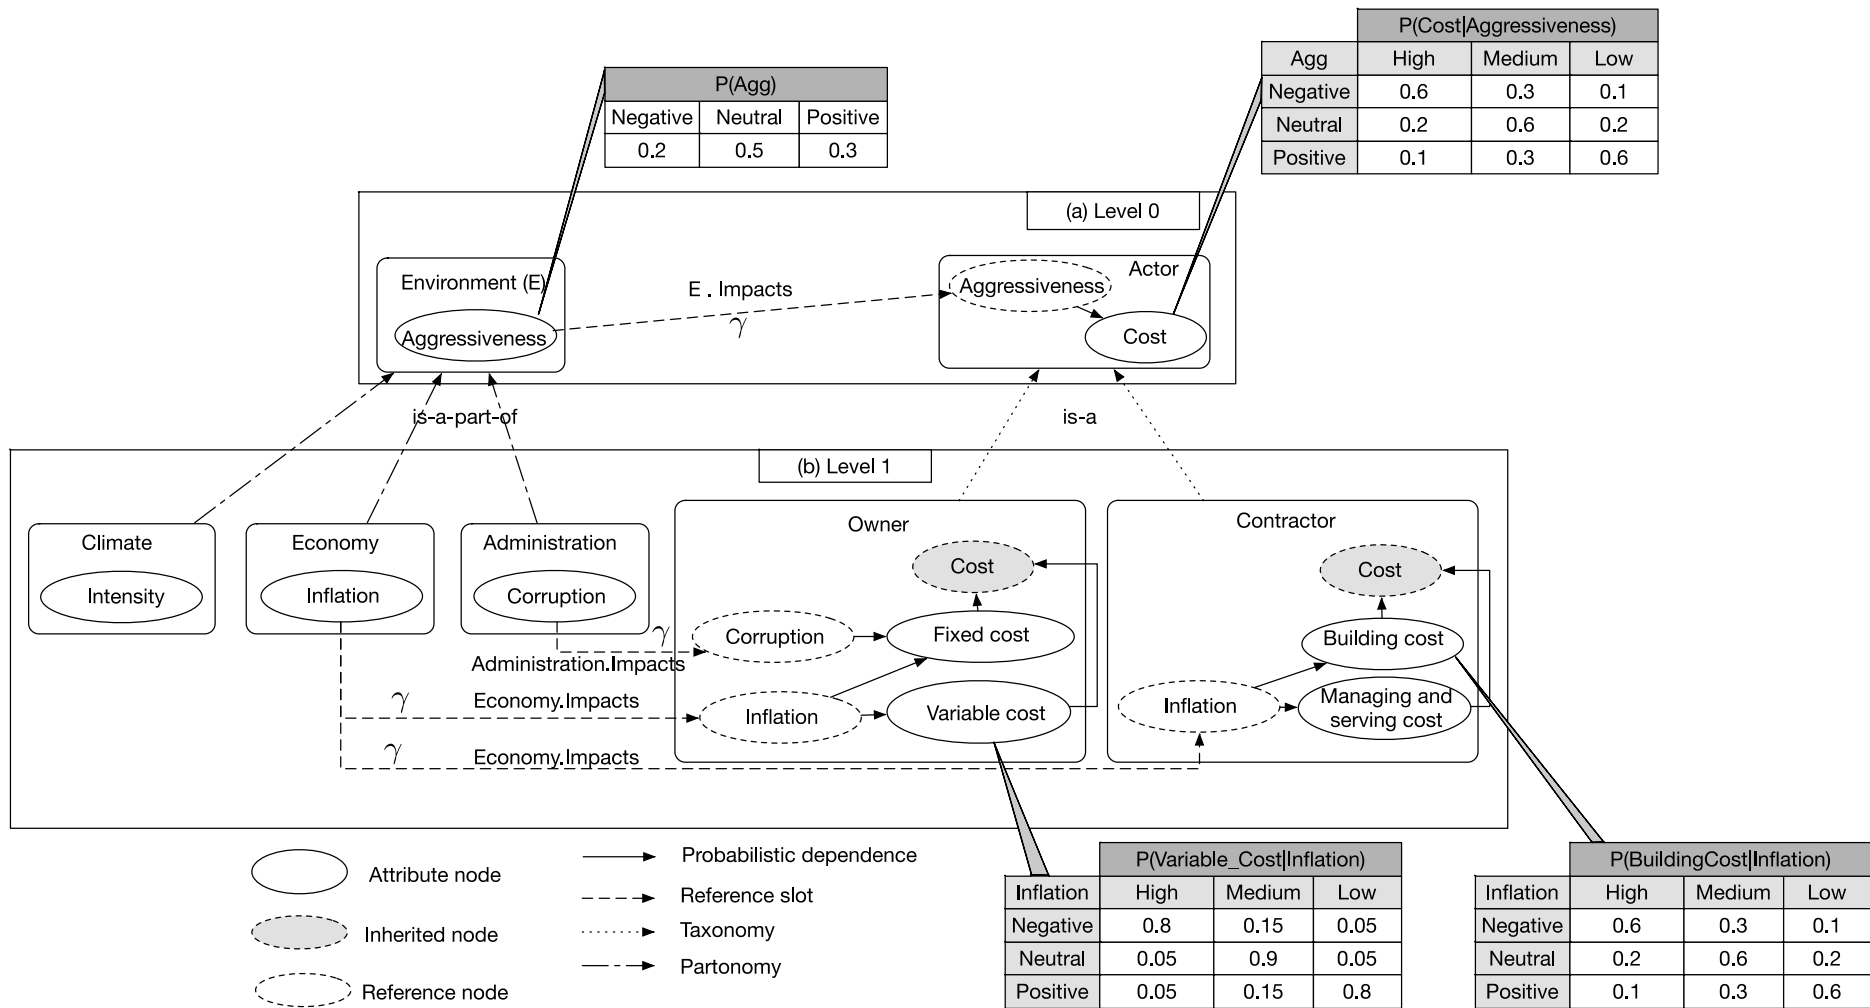 P(Cost|Aggressiveness)
Agg High Medium Low
Negative 0.6 0.3 0.1
Neutral 0.2 0.6 0.2
Positive 0.1 0.3 0.6
P(Agg)
Negative Neutral Positive
0.2 0.5 0.3
(a) Level 0
Environment (E)
Aggressiveness
E . Impacts
γ
Actor
Aggressiveness
Cost
is-a-part-of
is-a
(b) Level 1
Climate
Intensity
Economy
Inflation
Administration
Corruption
Owner
Cost
Corruption
Fixed cost
Inflation
Variable cost
Contractor
Cost
Building cost
Inflation
Managing and
serving cost
γ
Administration.Impacts
γ
Economy.Impacts
γ
Economy.Impacts
Attribute node
Inherited node
Reference node
Probabilistic dependence
Reference slot
Taxonomy
Partonomy
P(Variable_Cost|Inflation)
Inflation High Medium Low
Negative 0.8 0.15 0.05
Neutral 0.05 0.9 0.05
Positive 0.05 0.15 0.8
P(BuildingCost|Inflation)
Inflation High Medium Low
Negative 0.6 0.3 0.1
Neutral 0.2 0.6 0.2
Positive 0.1 0.3 0.6